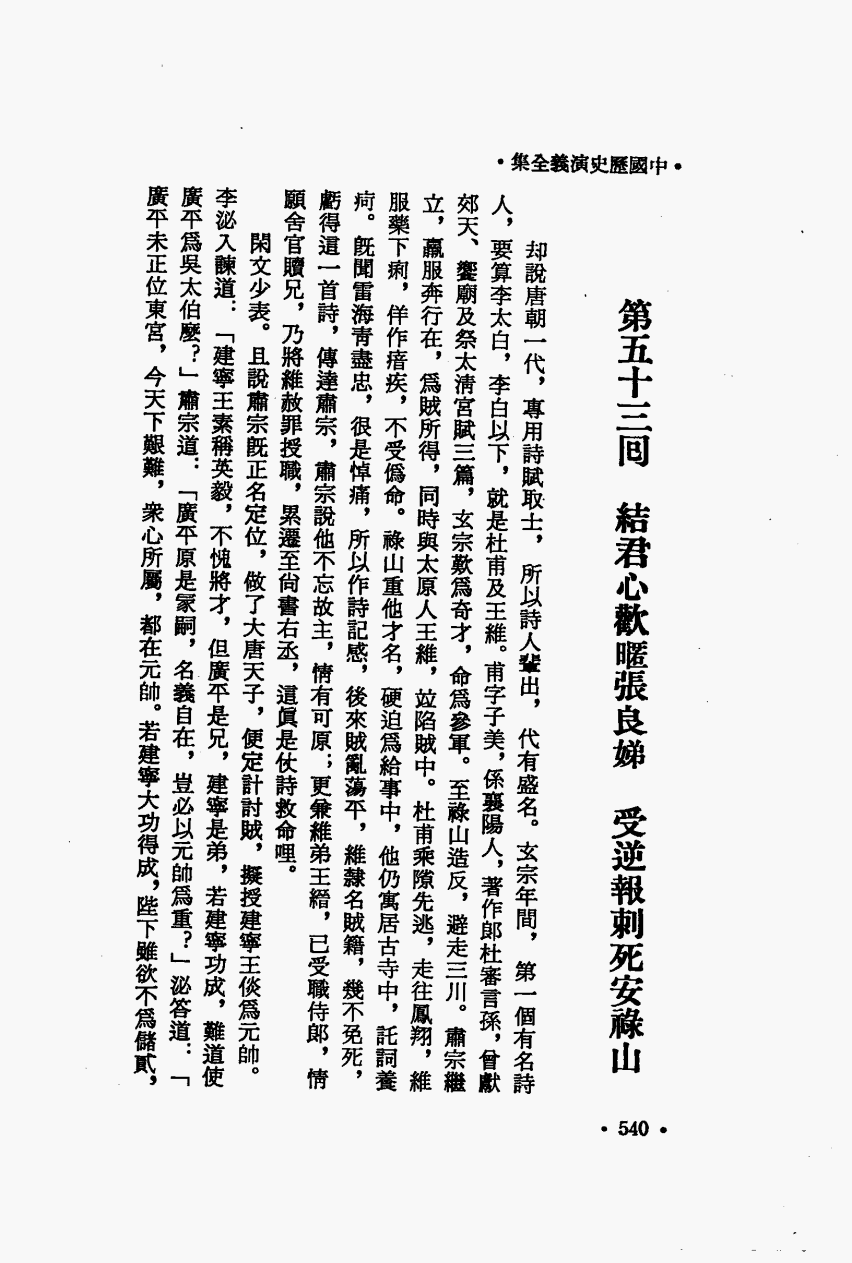 •中國歷史演義全集•
第五十三回　結君心歡暱張良娣　受逆報刺死安祿山
却說唐朝一代，專用詩賦取士，所以詩人輩出，代有盛名。玄宗年間，第一個有名詩
人，要算李太白，李白以下，就是杜甫及王維。甫字子美，係襄陽人，著作郎杜審言孫，曾獻
郊天、饗廟及祭太清宮賦三篇，玄宗歎爲奇才，命爲參軍。至祿山造反，避走三川。肅宗繼
立，羸服奔行在，爲賊所得，同時與太原人王維，竝陷賊中。杜甫乘隙先逃，走往鳳翔，維
服藥下痢，佯作瘖疾，不受僞命。祿山重他才名，硬迫爲給事中，他仍寓居古寺中，託詞養
疴。旣聞雷海靑盡忠，很是悼痛，所以作詩記感，後來賊亂蕩平，維隸名賊籍，幾不免死，
虧得這一首詩，傳達肅宗，肅宗說他不忘故主，情有可原；更兼維弟王縉，已受職侍郎，情
願舍官贖兄，乃將維赦罪授職，累遷至尙書右丞，這眞是仗詩救命哩。
閑文少表。且說肅宗旣正名定位，做了大唐天子，便定計討賊，擬授建寧王倓爲元帥。
李泌入諫道：「建寧王素稱英毅，不愧將才，但廣平是兄，建寧是弟，若建寧功成，難道使
廣平爲吳太伯麽？」肅宗道：「廣平原是冢嗣，名義自在，豈必以元帥爲重？」泌答道：「
廣平未正位東宮，今天下艱難，衆心所屬，都在元帥。若建寧大功得成，陛下雖欲不爲儲貳，
•540•